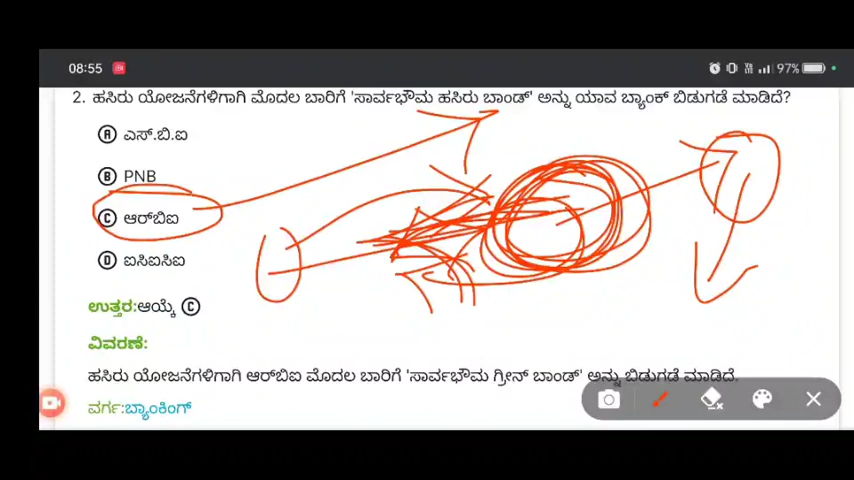 08:55
97%
2. ಹಸಿರು ಯೋಜನೆಗಳಿಗಾಗಿ ಮೊದಲ ಬಾರಿಗೆ 'ಸಾರ್ವಭೌಮ ಹಸಿರು ಬಾಂಡ್' ಅನ್ನು ಯಾವ ಬ್ಯಾಂಕ್ ಬಿಡುಗಡೆ ಮಾಡಿದೆ?
A ಎಸ್.ಬಿ.ಐ
B PNB
C ಆರ್‌ಬಿಐ
D ಐಸಿಐಸಿಐ
ಉತ್ತರ:ಆಯ್ಕೆ C
ವಿವರಣೆ:
ಹಸಿರು ಯೋಜನೆಗಳಿಗಾಗಿ ಆರ್‌ಬಿಐ ಮೊದಲ ಬಾರಿಗೆ 'ಸಾರ್ವಭೌಮ ಗ್ರೀನ್ ಬಾಂಡ್' ಅನ್ನು ಬಿಡುಗಡೆ ಮಾಡಿದೆ.
ವರ್ಗ:ಬ್ಯಾಂಕಿಂಗ್